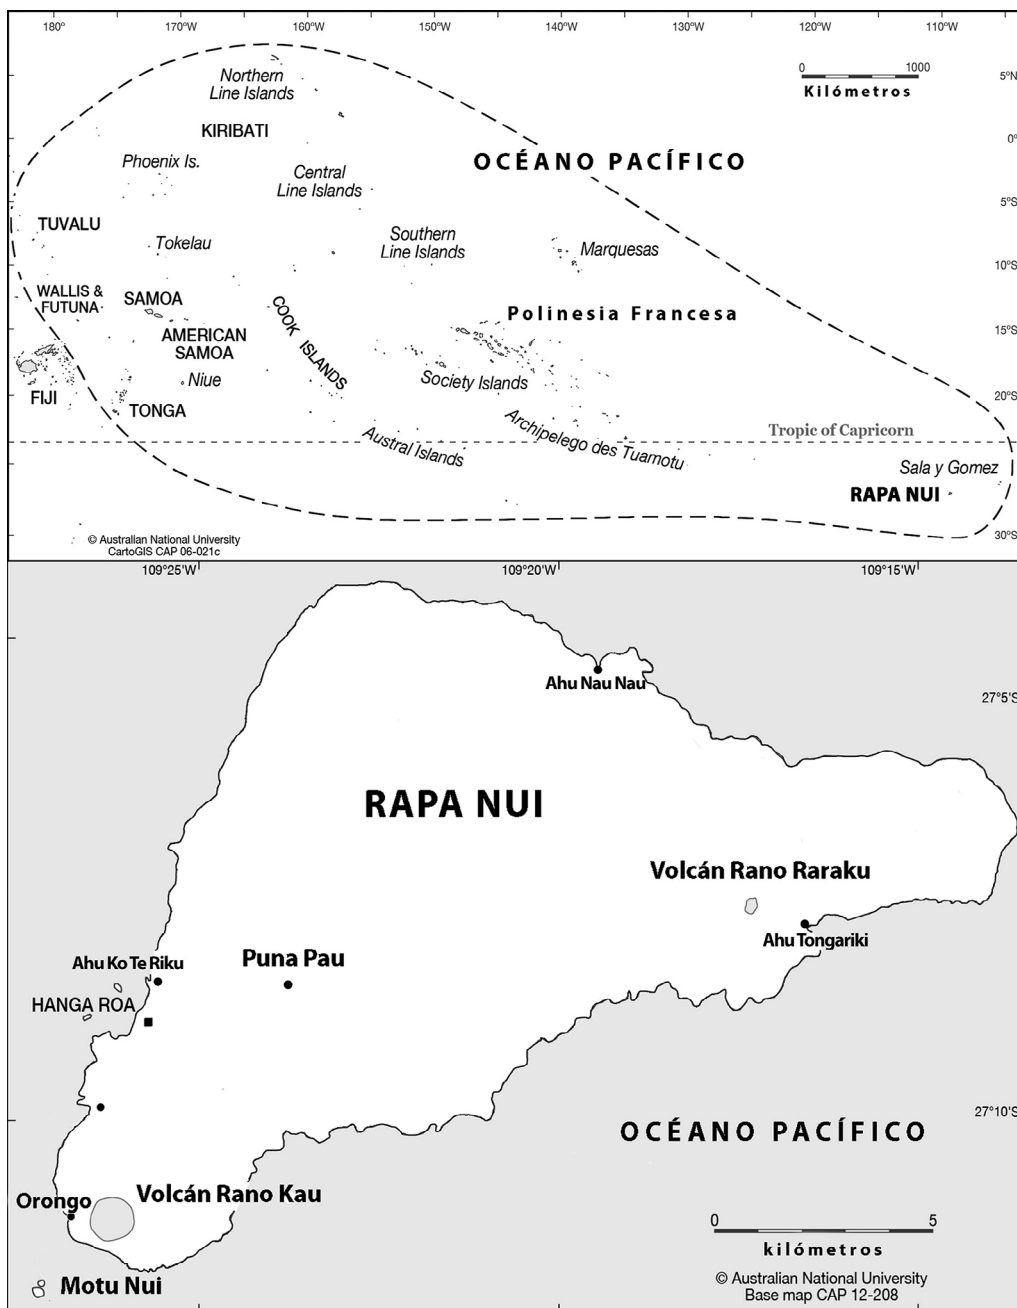 180°
170°W
160°W
150°W
140°W
130°W
120°W
110°W
Northern
Line Islands
0 1000
Kilómetros
5°N
KIRIBATI
0°
OCÉANO PACÍFICO
Phoenix Is.
Central
Line Islands
5°S
TUVALU
Tokelau
Southern
Line Islands
Marquesas
10°S
WALLIS &
FUTUNA
SAMOA
COOK ISLANDS
Polinesia Francesa
15°S
AMERICAN
SAMOA
Niue
Society Islands
FIJI
TONGA
20°S
Archipelego des Tuamotu
Austral Islands
Tropic of Capricorn
Sala y Gomez
RAPA NUI
30°S
© Australian National University
CartoGIS CAP 06-021c
109°25'W
109°20'W
109°15'W
Ahu Nau Nau
27°5'S
RAPA NUI
Volcán Rano Raraku
Ahu Tongariki
Puna Pau
Ahu Ko Te Riku
HANGA ROA
27°10'S
OCÉANO PACÍFICO
Volcán Rano Kau
Orongo
0 5
kilómetros
Motu Nui
© Australian National University
Base map CAP 12-208